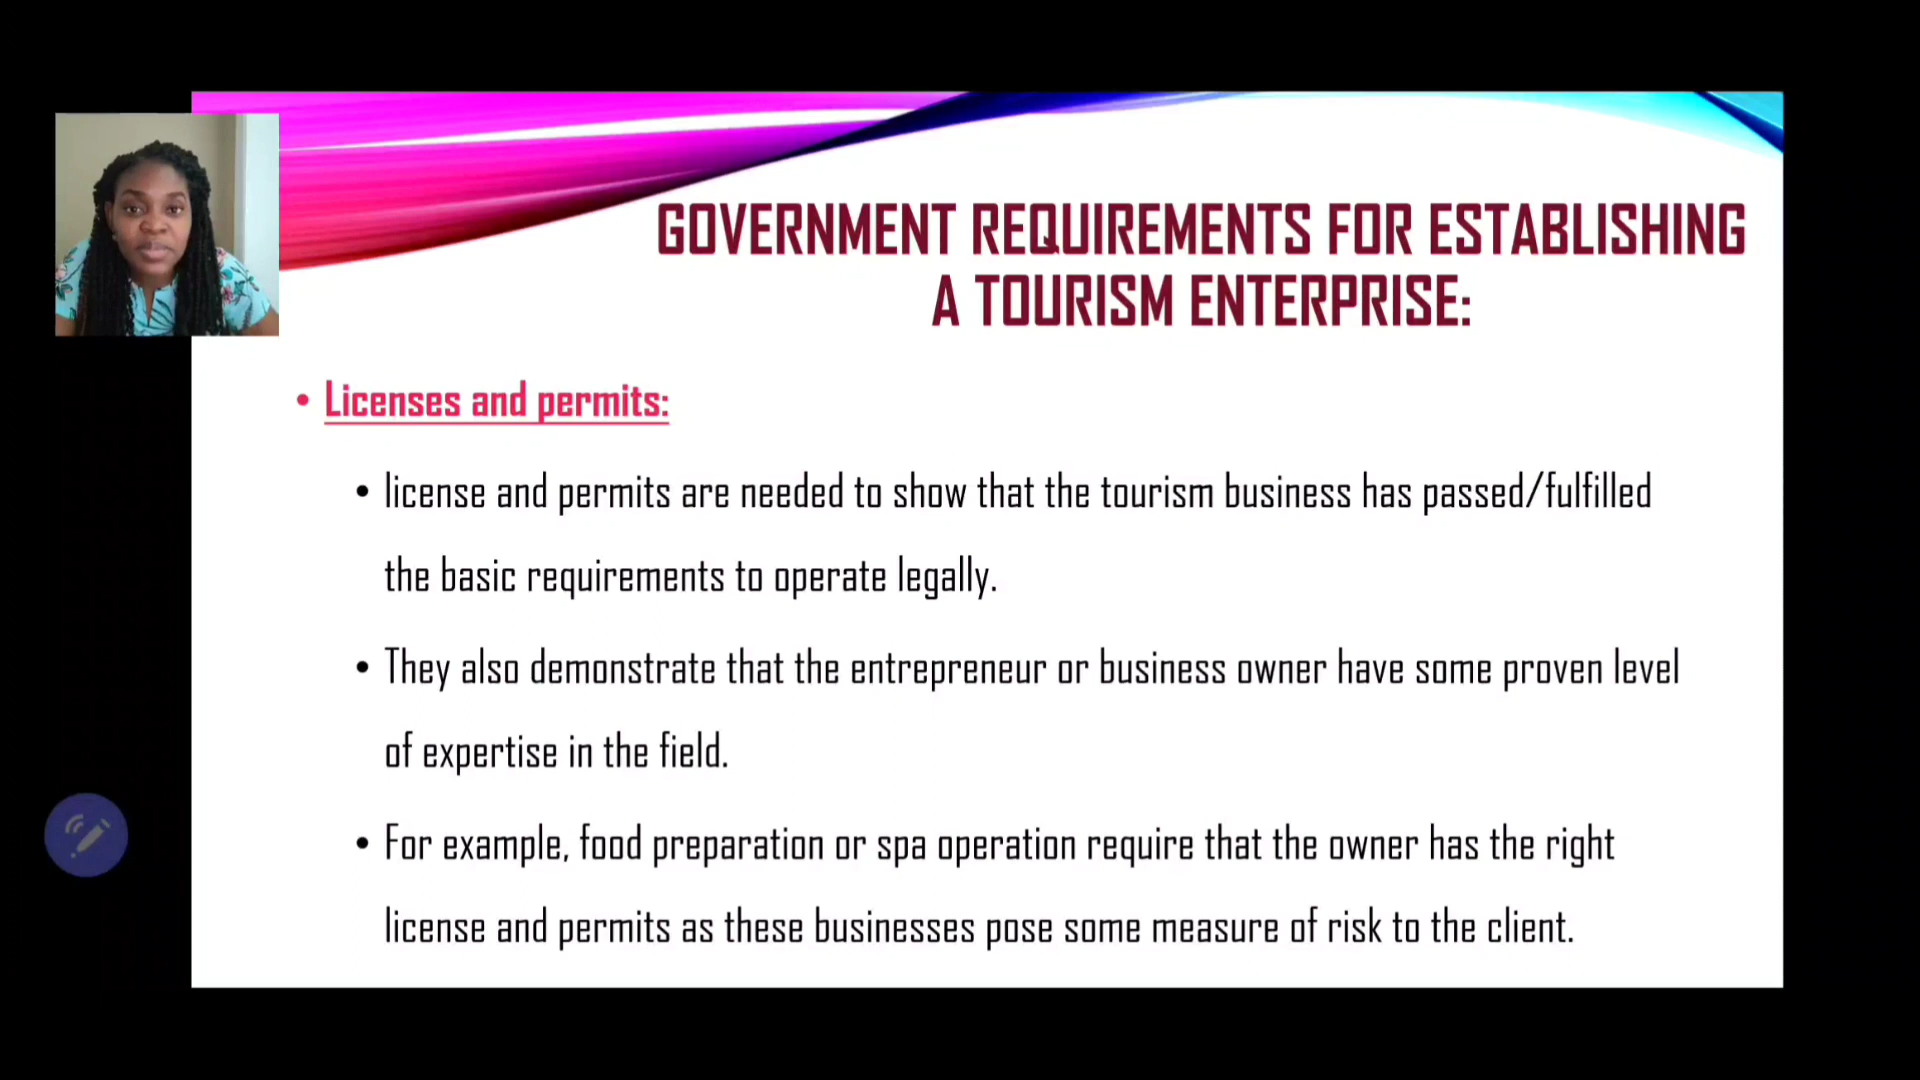 GOVERNMENT REQUIREMENTS FOR ESTABLISHING
A TOURISM ENTERPRISE:
• Licenses and permits:
• license and permits are needed to show that the tourism business has passed/fulfilled
the basic requirements to operate legally.
• They also demonstrate that the entrepreneur or business owner have some proven level
of expertise in the field.
• For example, food preparation or spa operation require that the owner has the right
license and permits as these businesses pose some measure of risk to the client.